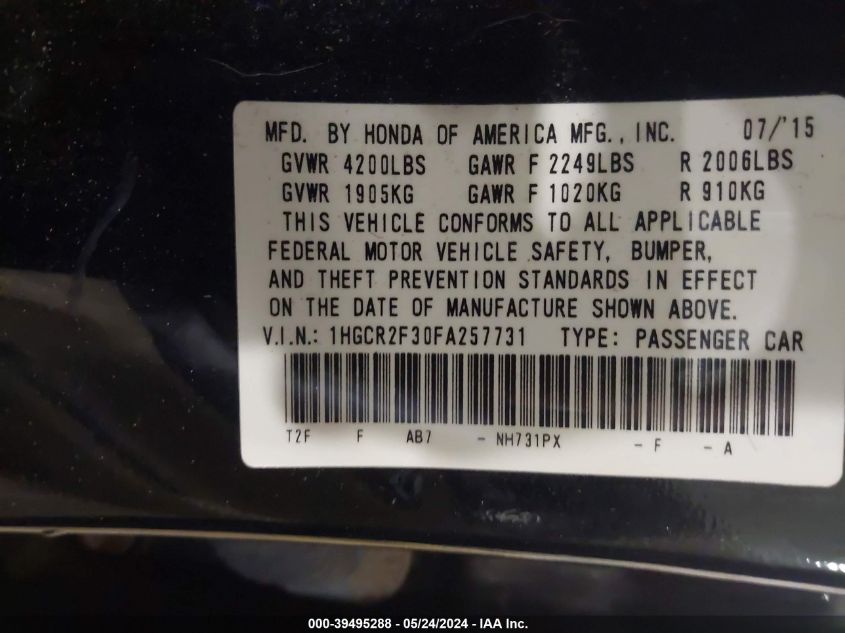 MFD. BY HONDA OF AMERICA MFG., INC. 07/'15
GVWR 4200LBS GAWR F 2249LBS R 2006LBS
GVWR 1905KG GAWR F 1020KG R 910KG
THIS VEHICLE CONFORMS TO ALL APPLICABLE
FEDERAL MOTOR VEHICLE SAFETY, BUMPER,
AND THEFT PREVENTION STANDARDS IN EFFECT
ON THE DATE OF MANUFACTURE SHOWN ABOVE.
V.I.N.: 1HGCR2F30FA257731 TYPE: PASSENGER CAR
T2F F AB7 - NH731PX - F - A
000-39495288 - 05/24/2024 - IAA Inc.